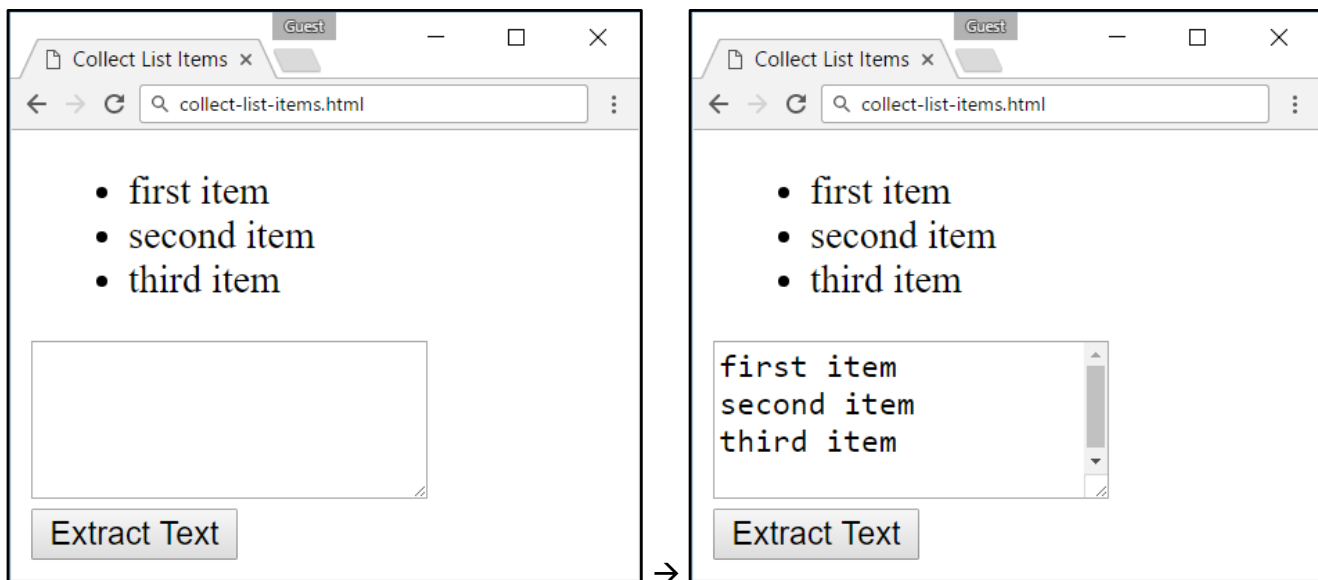 Guest
Collect List Items
collect-list-items.html
• first item
• second item
• third item
Extract Text
→
Guest
Collect List Items
collect-list-items.html
• first item
• second item
• third item
first item
second item
third item
Extract Text